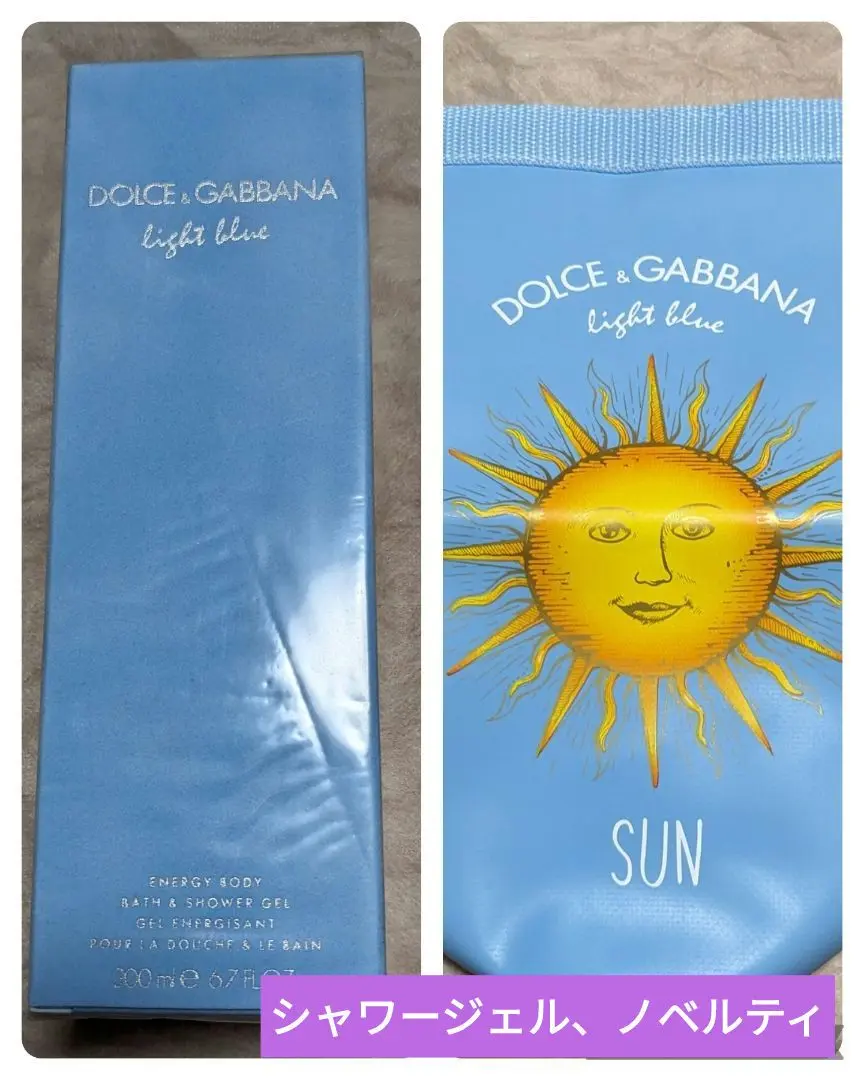 DOLCE & GABBANA
light blue
ENERGY BODY
BATH & SHOWER GEL
GEL ENERGISANT
POUR LA DOUCHE & LE BAIN
200 ml e 6.7 FL.OZ.
DOLCE & GABBANA
light blue
SUN
シャワージェル、ノベルティ